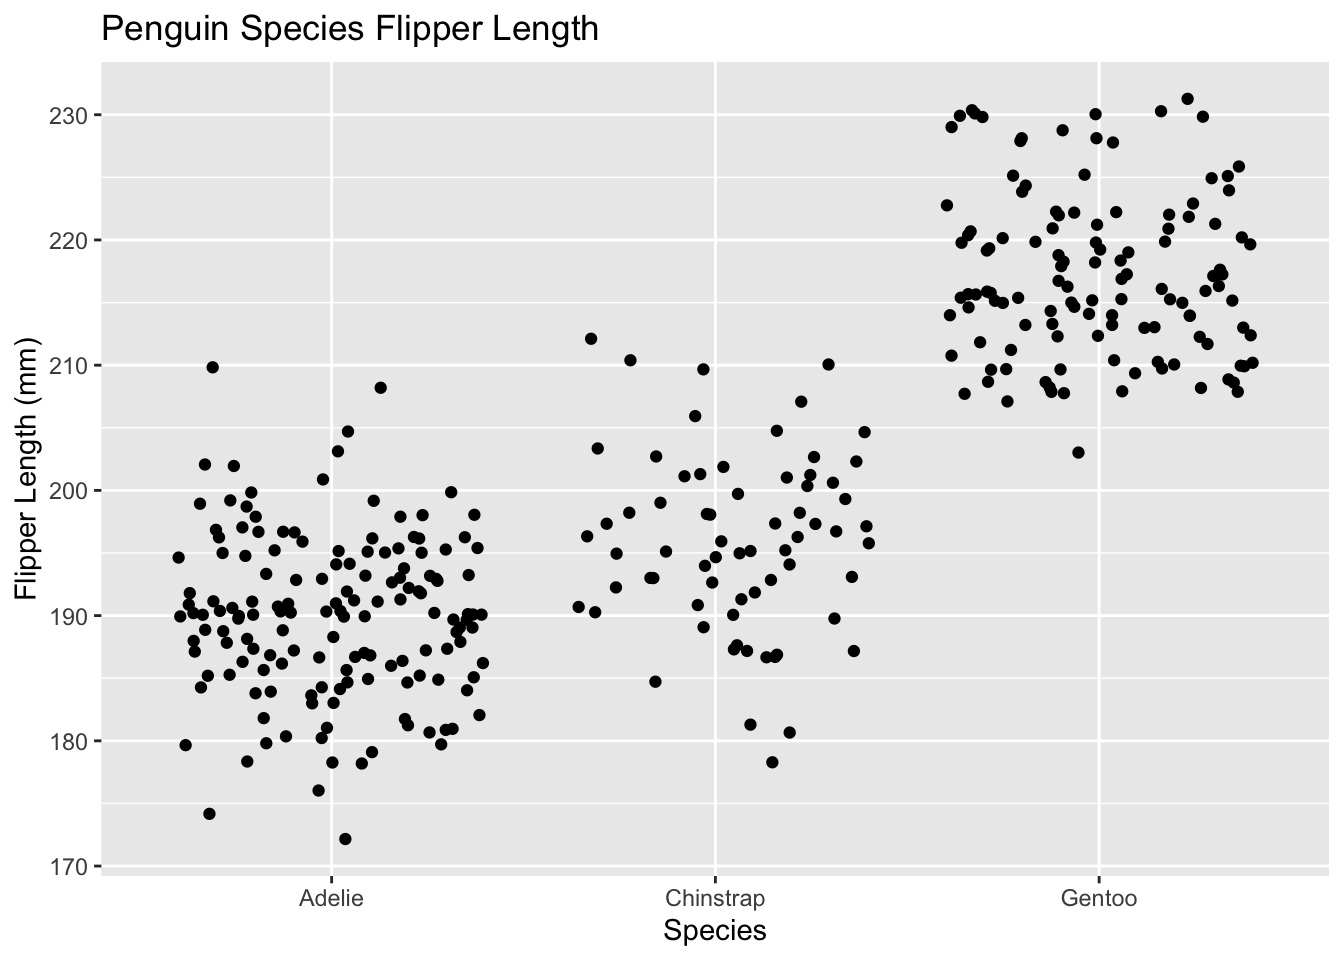 Penguin Species Flipper Length
Flipper Length (mm)
230
220
210
200
190
180
170
Adelie
Chinstrap
Gentoo
Species